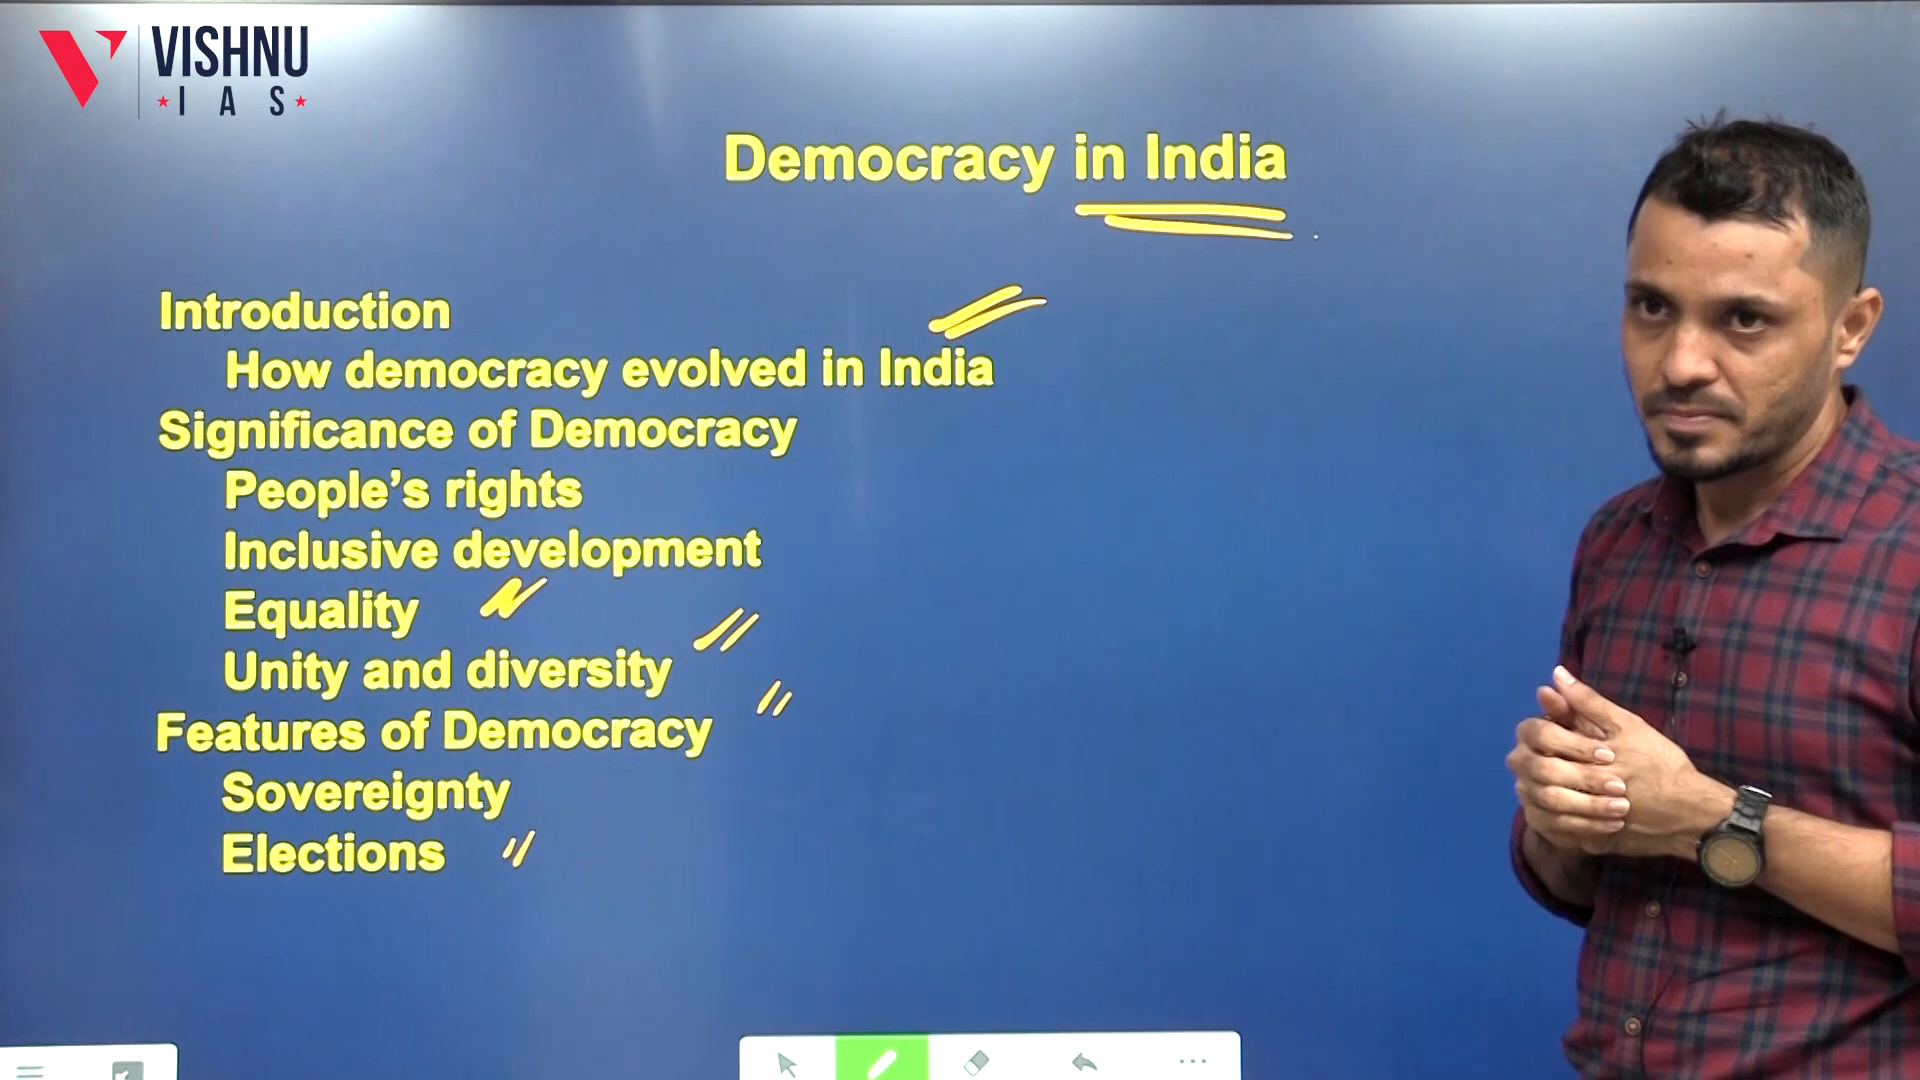 VISHNU
IAS
Democracy in India
Introduction
How democracy evolved in India
Significance of Democracy
People’s rights
Inclusive development
Equality
Unity and diversity
Features of Democracy
Sovereignty
Elections